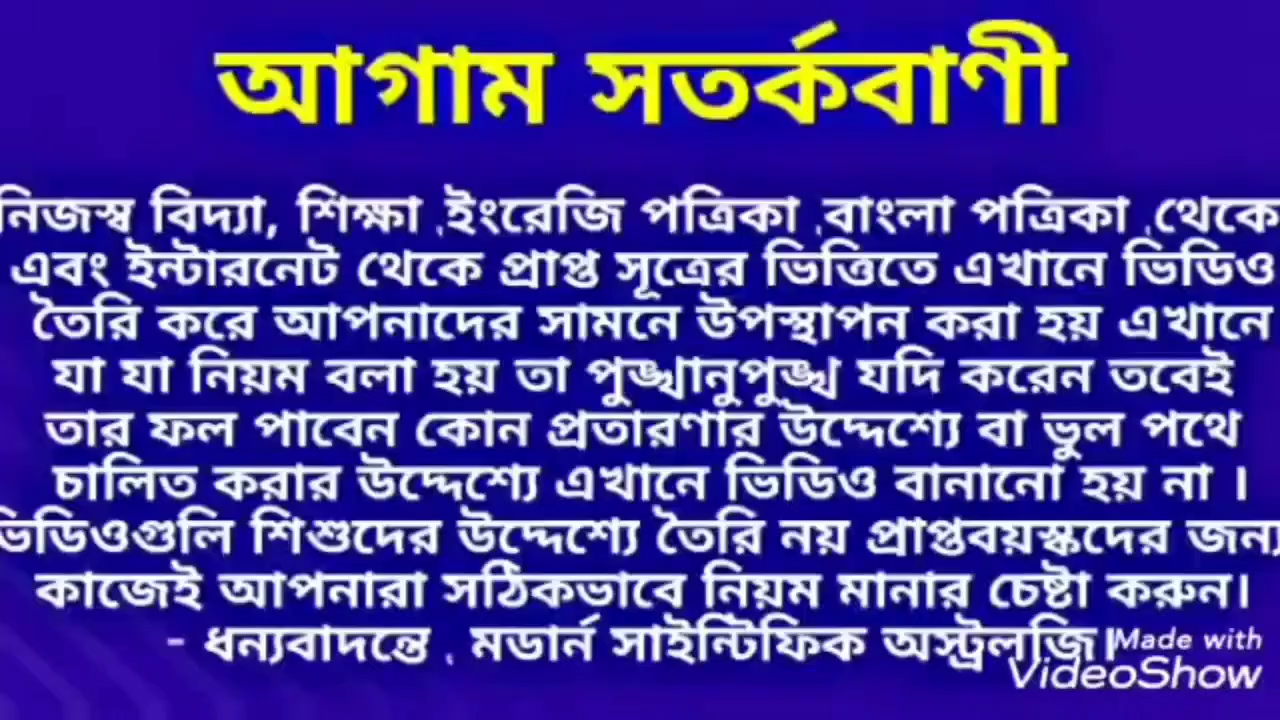 আগাম সতর্কবাণী
নিজস্ব বিদ্যা, শিক্ষা ,ইংরেজি পত্রিকা ,বাংলা পত্রিকা ,থেকে
এবং ইন্টারনেট থেকে প্রাপ্ত সূত্রের ভিত্তিতে এখানে ভিডিও
তৈরি করে আপনাদের সামনে উপস্থাপন করা হয় এখানে
যা যা নিয়ম বলা হয় তা পুঙ্খানুপুঙ্খ যদি করেন তবেই
তার ফল পাবেন কোন প্রতারণার উদ্দেশ্যে বা ভুল পথে
চালিত করার উদ্দেশ্যে এখানে ভিডিও বানানো হয় না ।
ভিডিওগুলি শিশুদের উদ্দেশ্যে তৈরি নয় প্রাপ্তবয়স্কদের জন্য
কাজেই আপনারা সঠিকভাবে নিয়ম মানার চেষ্টা করুন।
- ধন্যবাদন্তে , মডার্ন সাইন্টিফিক অস্ট্রলজি।
Made with
VideoShow